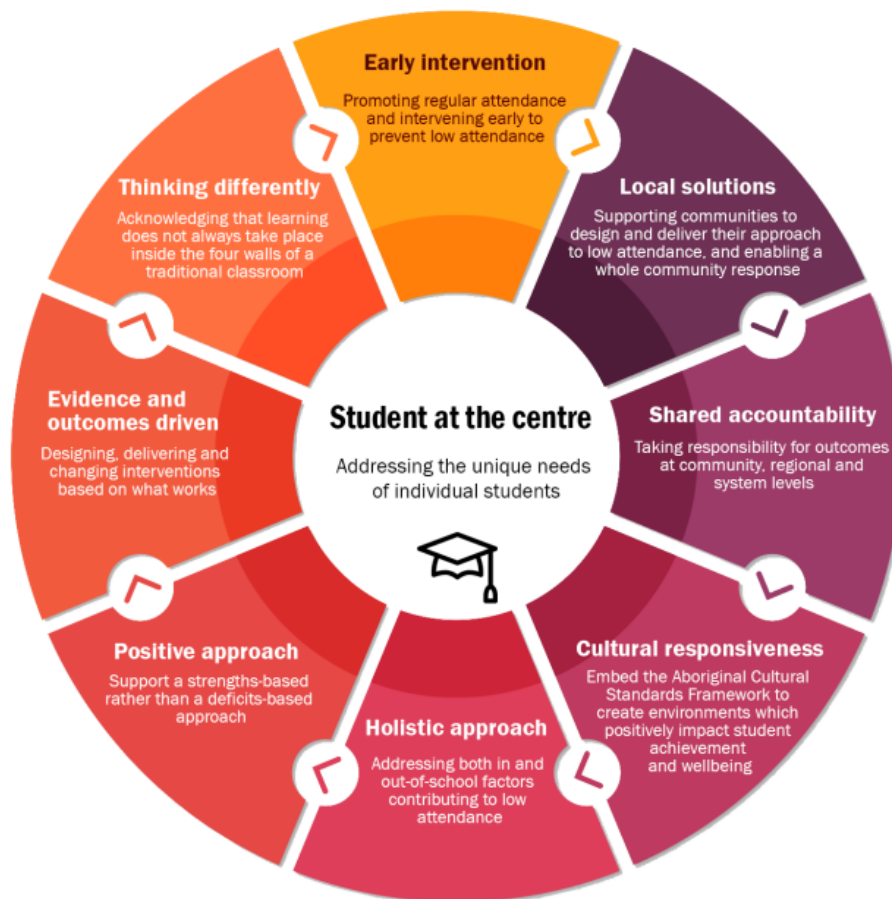 Early intervention
Promoting regular attendance
and intervening early to
prevent low attendance
Local solutions
Supporting communities to
design and deliver their approach
to low attendance, and enabling a
whole community response
Shared accountability
Taking responsibility for outcomes
at community, regional and
system levels
Cultural responsiveness
Embed the Aboriginal Cultural
Standards Framework to
create environments which
positively impact student
achievement
and wellbeing
Holistic approach
Addressing both in and
out-of-school factors
contributing to low
attendance
Positive approach
Support a strengths-based
rather than a deficits-based
approach
Evidence and
outcomes driven
Designing, delivering and
changing interventions
based on what works
Thinking differently
Acknowledging that learning
does not always take place
inside the four walls of a
traditional classroom
Student at the centre
Addressing the unique needs
of individual students